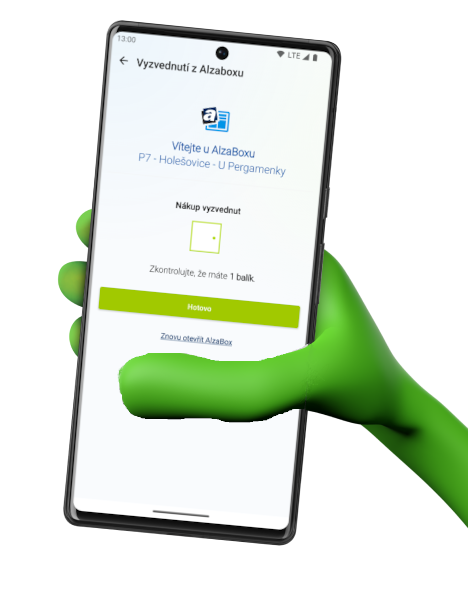 13:00
LTE
Vyzvednutí z Alzaboxu
a
Vítejte u AlzaBoxu
P7 - Holešovice - U Pergamenky
Nákup vyzvednut
Zkontrolujte, že máte 1 balík.
Hotovo
Znovu otevřít AlzaBox